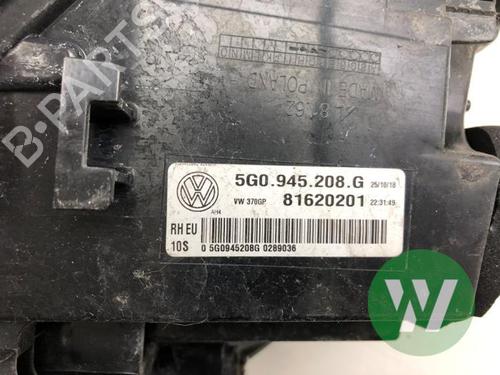 B-PARTS
MADE IN POLAND
5G0.945.208.G 25/10/18
VW 370GP 81620201 22:31:49
AH4
RH EU
10S 0 5G0945208G 0289036
W